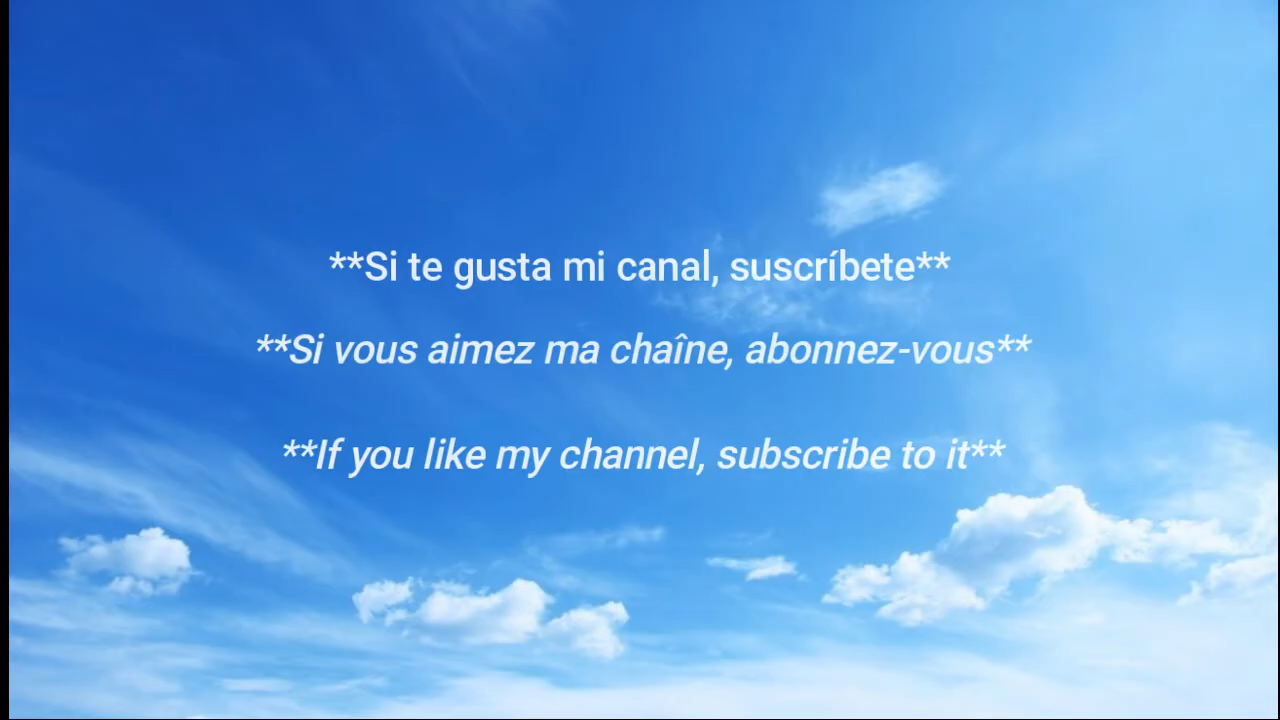 **Si te gusta mi canal, suscríbete**
**Si vous aimez ma chaîne, abonnez-vous**
**If you like my channel, subscribe to it**